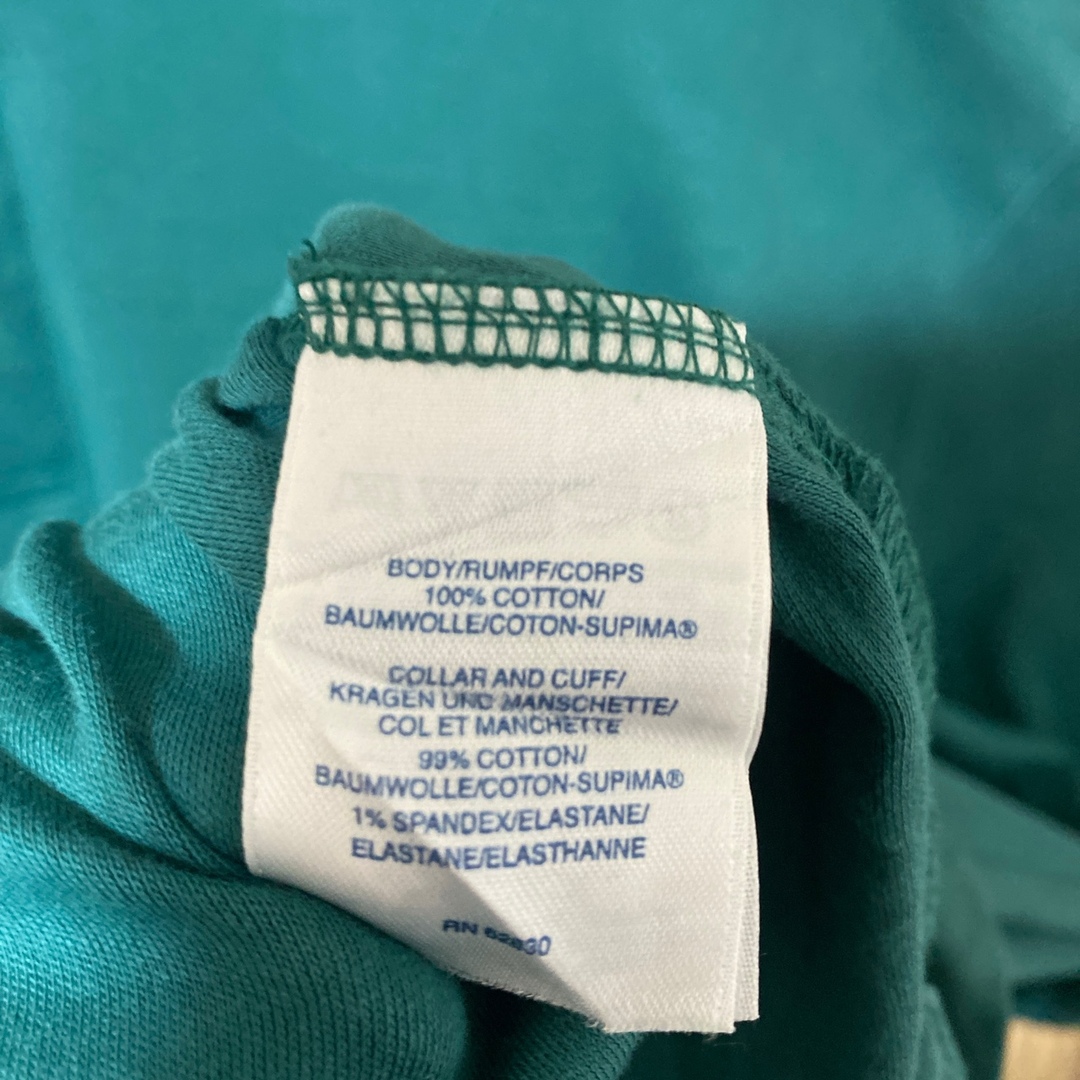 BODY/RUMPF/CORPS
100% COTTON/
BAUMWOLLE/COTON-SUPIMA®
COLLAR AND CUFF/
KRAGEN UND MANSCHETTE/
COL ET MANCHETTE
99% COTTON/
BAUMWOLLE/COTON-SUPIMA®
1% SPANDEX/ELASTANE/
ELASTANE/ELASTHANNE
RN